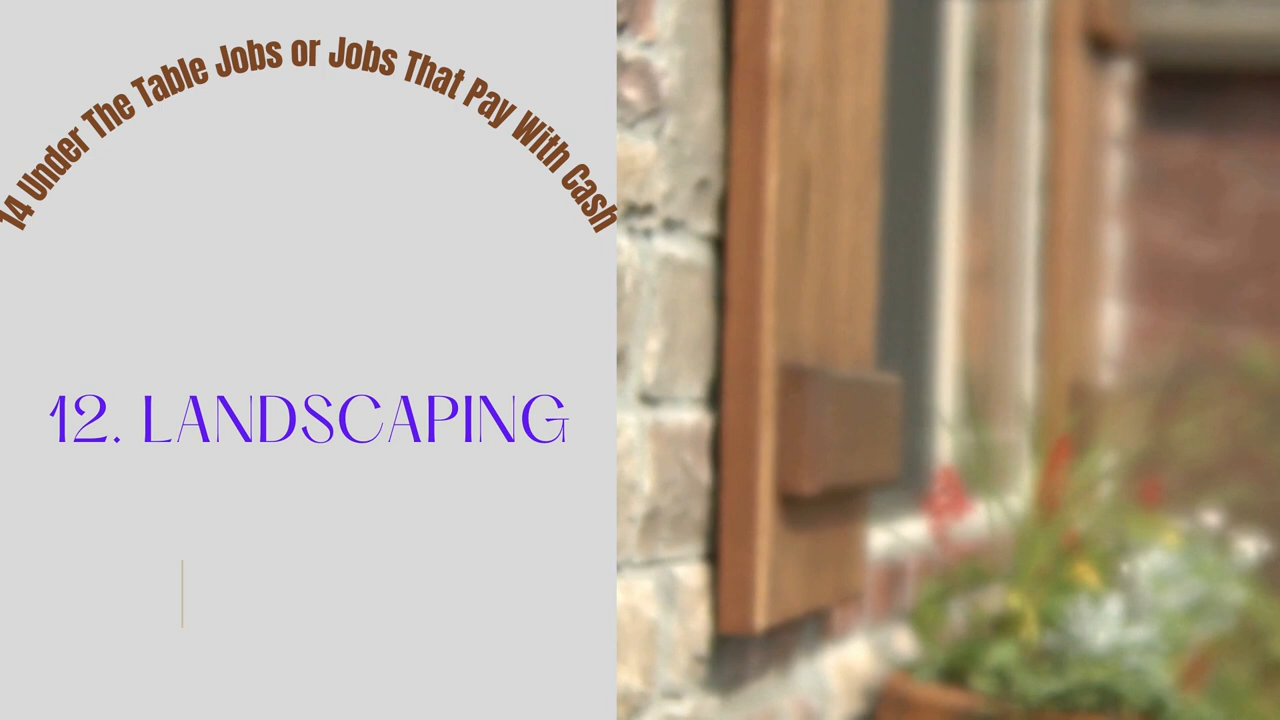 14 Under The Table Jobs or Jobs That Pay With Cash
12. LANDSCAPING